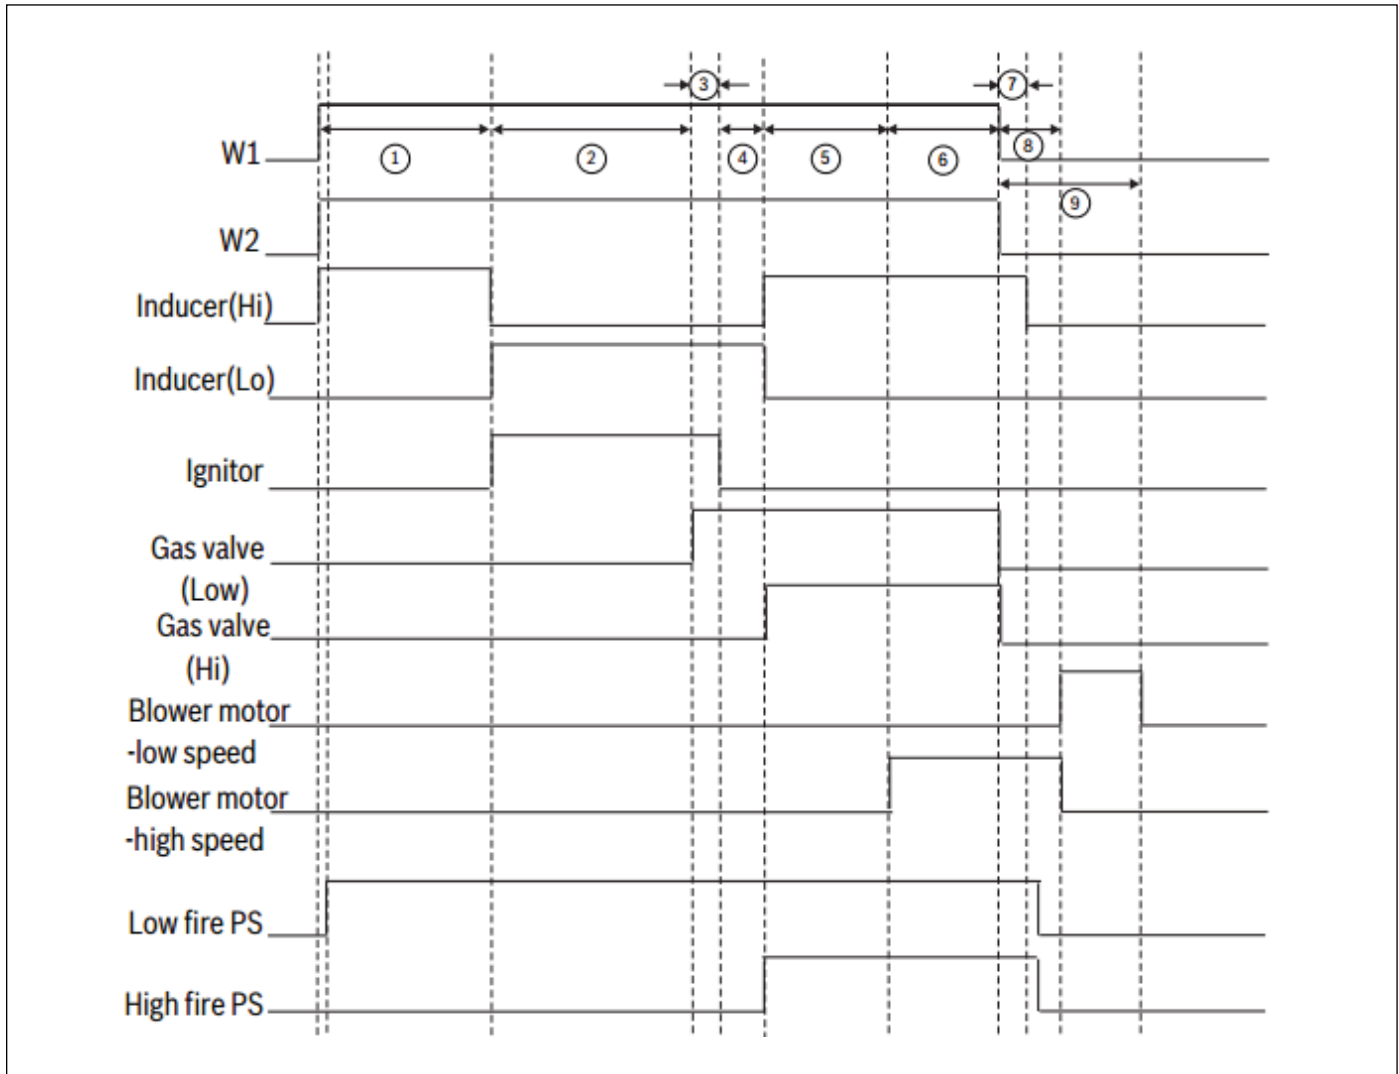 ③ ⑦
W1 ① ② ④ ⑤ ⑥ ⑧
⑨
W2
Inducer(Hi)
Inducer(Lo)
Ignitor
Gas valve
(Low)
Gas valve
(Hi)
Blower motor
-low speed
Blower motor
-high speed
Low fire PS
High fire PS